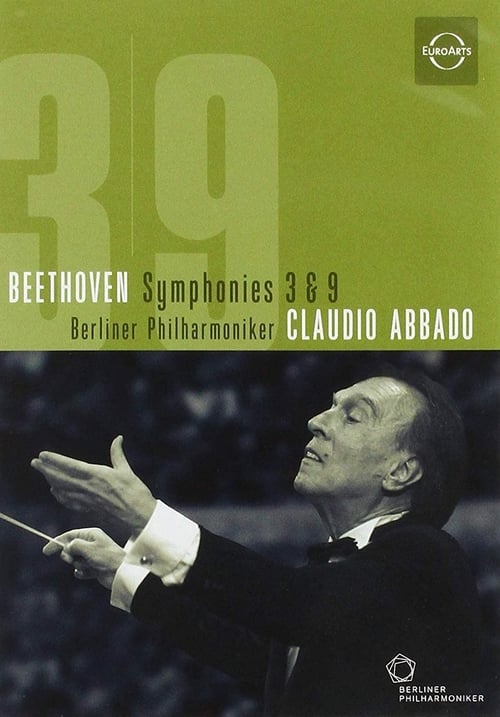 EUROARTS
3|9
BEETHOVEN Symphonies 3 & 9
Berliner Philharmoniker CLAUDIO ABBADO
BERLINER
PHILHARMONIKER